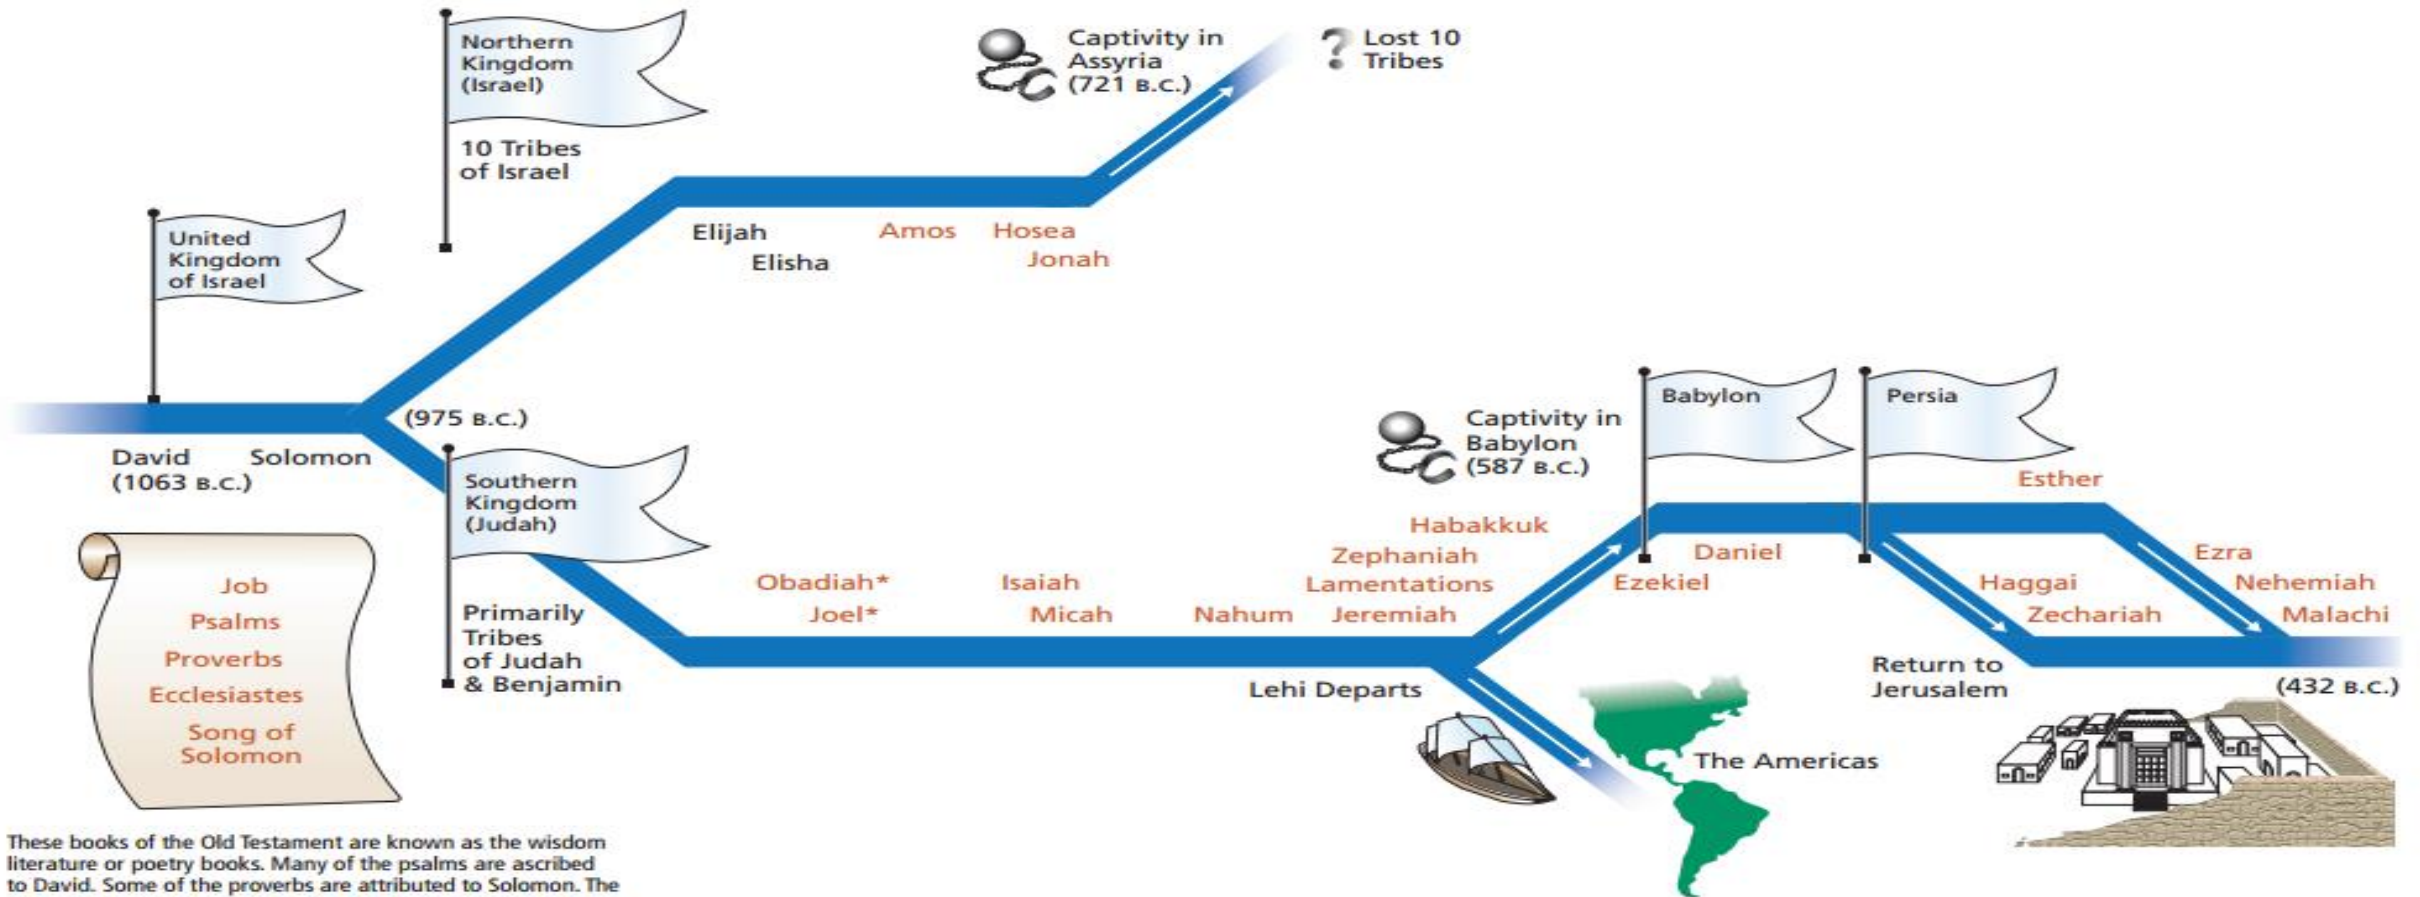 Northern
Kingdom
(Israel)
10 Tribes
of Israel
Captivity in
Assyria
(721 B.C.)
? Lost 10
Tribes
United
Kingdom
of Israel
Elijah
Elisha
Amos
Hosea
Jonah
(975 B.C.)
David
(1063 B.C.)
Solomon
Southern
Kingdom
(Judah)
Primarily
Tribes
of Judah
& Benjamin
Job
Psalms
Proverbs
Ecclesiastes
Song of
Solomon
Obadiah*
Joel*
Isaiah
Micah
Nahum
Habakkuk
Zephaniah
Lamentations
Jeremiah
Captivity in
Babylon
(587 B.C.)
Babylon
Persia
Ezekiel
Daniel
Esther
Haggai
Zechariah
Ezra
Nehemiah
Malachi
Lehi Departs
The Americas
Return to
Jerusalem
(432 B.C.)
These books of the Old Testament are known as the wisdom
literature or poetry books. Many of the psalms are ascribed
to David. Some of the proverbs are attributed to Solomon. The